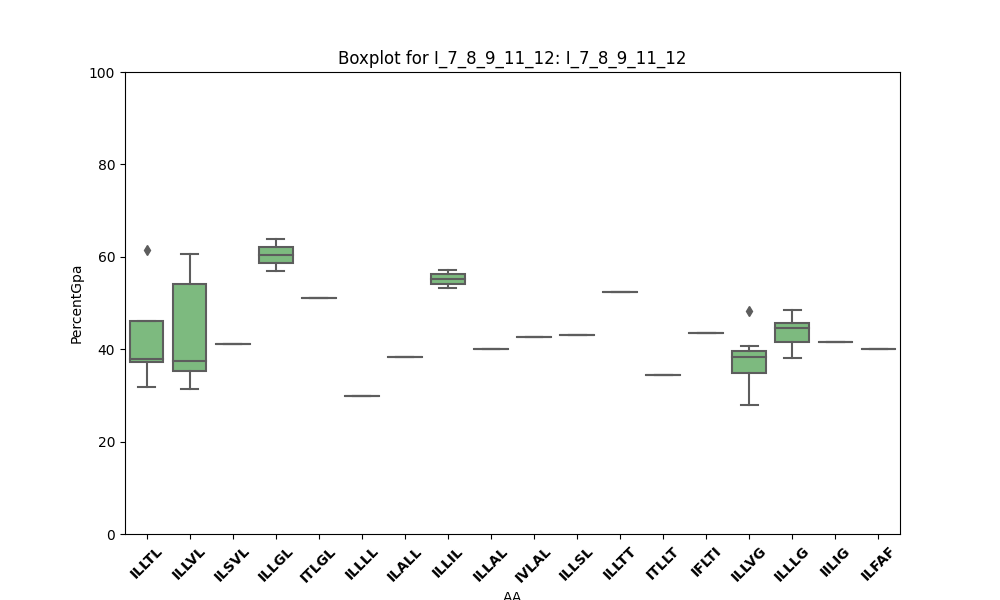 Boxplot for I_7_8_9_11_12: I_7_8_9_11_12
100
80
60
40
20
0
PercentGpa
ILLTL
ILLVL
ILSVL
ILLGL
ITLGL
ILLLL
ILALL
ILLIL
ILLAL
IVLAL
ILLSL
ILLTT
ITLLT
IFLTI
ILLVG
ILLLG
IILIG
ILFAF
AA